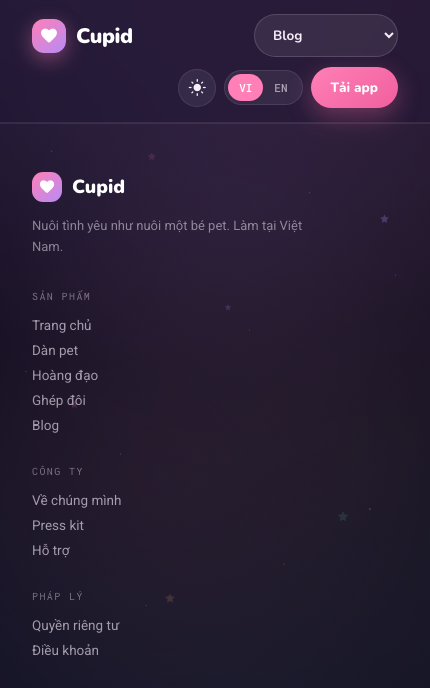 Cupid
Blog
VI EN
Tải app
Cupid
Nuôi tình yêu như nuôi một bé pet. Làm tại Việt
Nam.
SẢN PHẨM
Trang chủ
Dàn pet
Hoàng đạo
Ghép đôi
Blog
CÔNG TY
Về chúng mình
Press kit
Hỗ trợ
PHÁP LÝ
Quyền riêng tư
Điều khoản